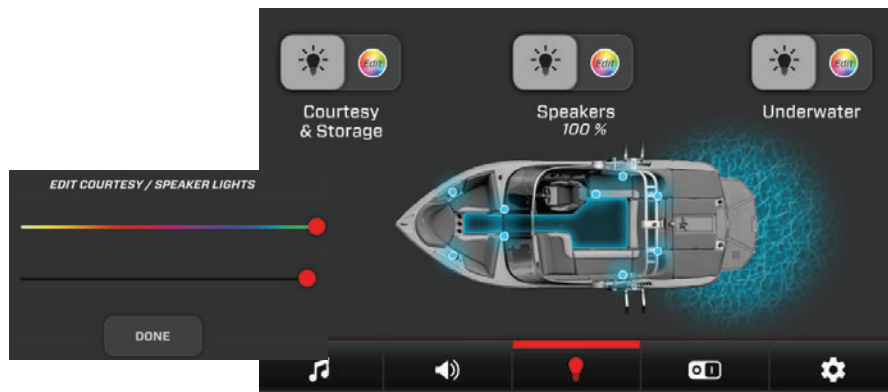 Edit
Edit
Edit
Courtesy
& Storage
Speakers
100 %
Underwater
EDIT COURTESY / SPEAKER LIGHTS
DONE